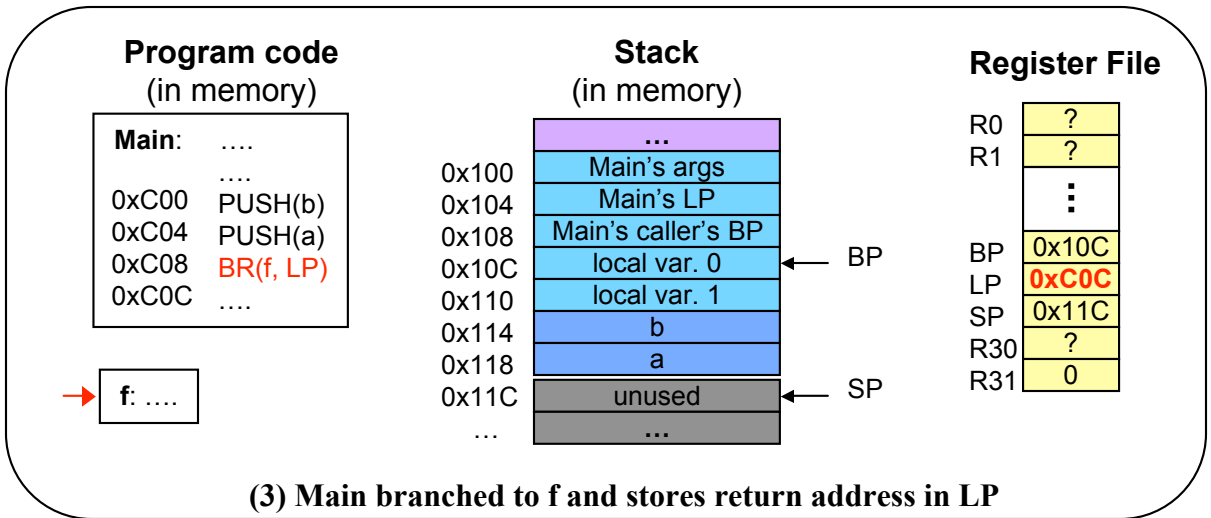 Program code
(in memory)
Main: ....
....
0xC00 PUSH(b)
0xC04 PUSH(a)
0xC08 BR(f, LP)
0xC0C ....
f: ....
Stack
(in memory)
...
0x100 Main's args
0x104 Main's LP
0x108 Main's caller's BP
0x10C local var. 0 BP
0x110 local var. 1
0x114 b
0x118 a
0x11C unused SP
... ...
Register File
R0 ?
R1 ?
⋮
BP 0x10C
LP 0xC0C
SP 0x11C
R30 ?
R31 0
(3) Main branched to f and stores return address in LP